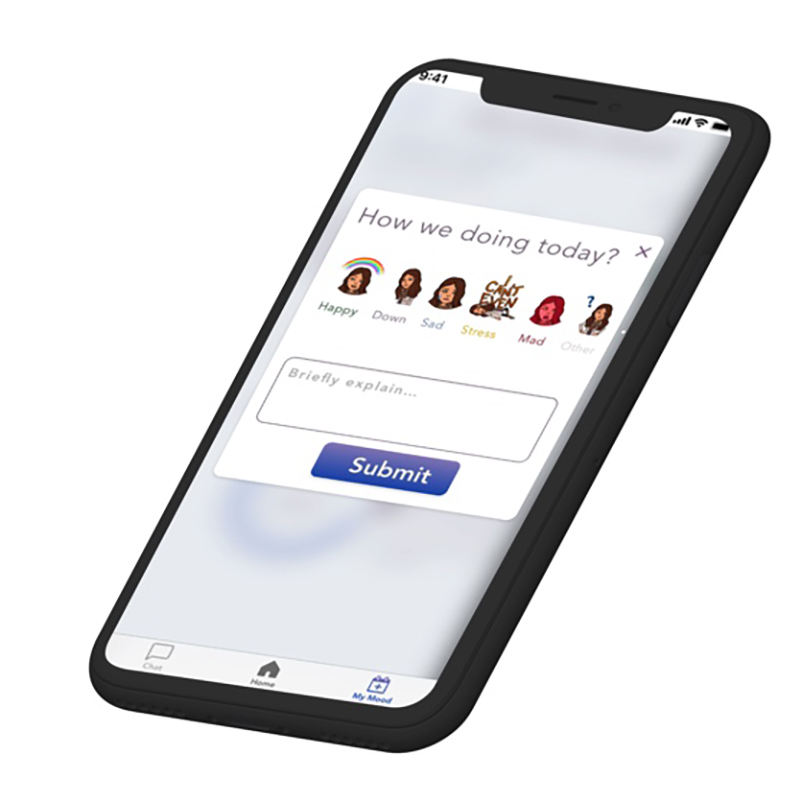 9:41
How we doing today? ×
I
CAN'T
EVEN
?
Happy Down Sad Stress Mad Other
Briefly explain...
Submit
Chat Home My Mood